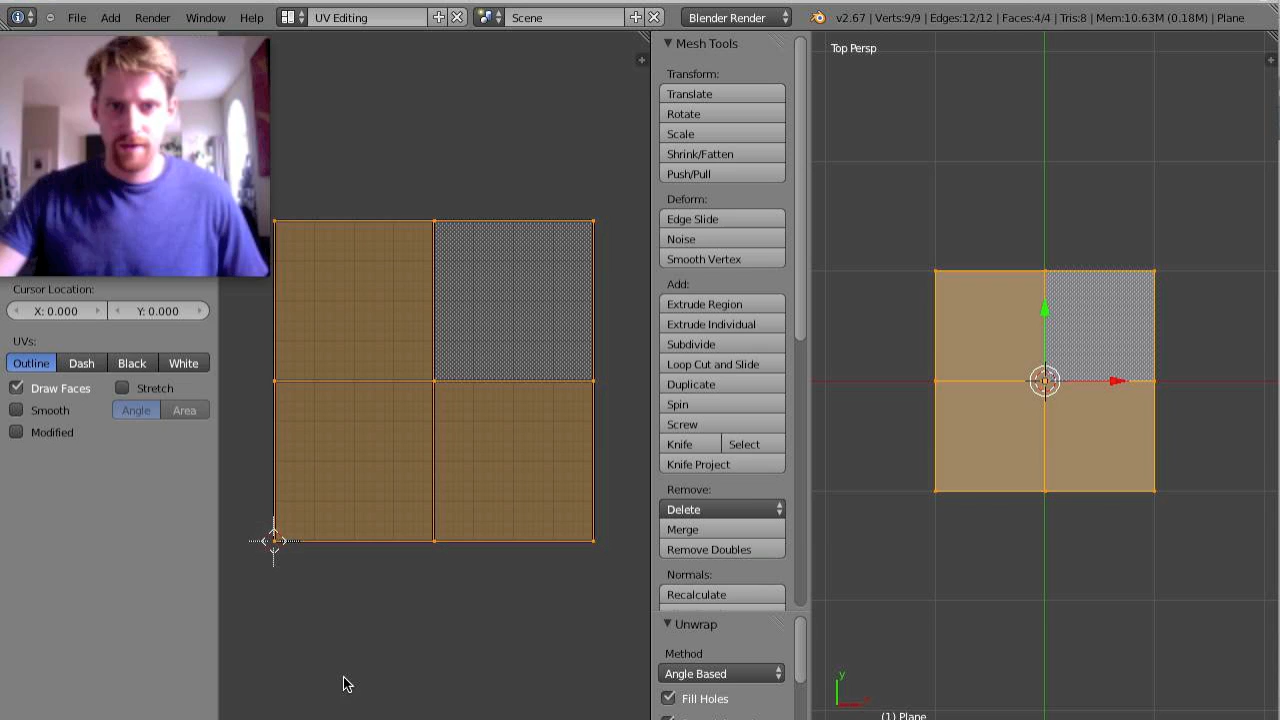 File Add Render Window Help UV Editing Scene Blender Render v2.67 | Verts:9/9 | Edges:12/12 | Faces:4/4 | Tris:8 | Mem:10.63M (0.18M) | Plane
Cursor Location:
X: 0.000 Y: 0.000
UVs:
Outline Dash Black White
Draw Faces Stretch
Smooth Angle Area
Modified
Mesh Tools
Transform:
Translate
Rotate
Scale
Shrink/Fatten
Push/Pull
Deform:
Edge Slide
Noise
Smooth Vertex
Add:
Extrude Region
Extrude Individual
Subdivide
Loop Cut and Slide
Duplicate
Spin
Screw
Knife Select
Knife Project
Remove:
Delete
Merge
Remove Doubles
Normals:
Recalculate
Unwrap
Method
Angle Based
Fill Holes
Top Persp
y
(1) Plane